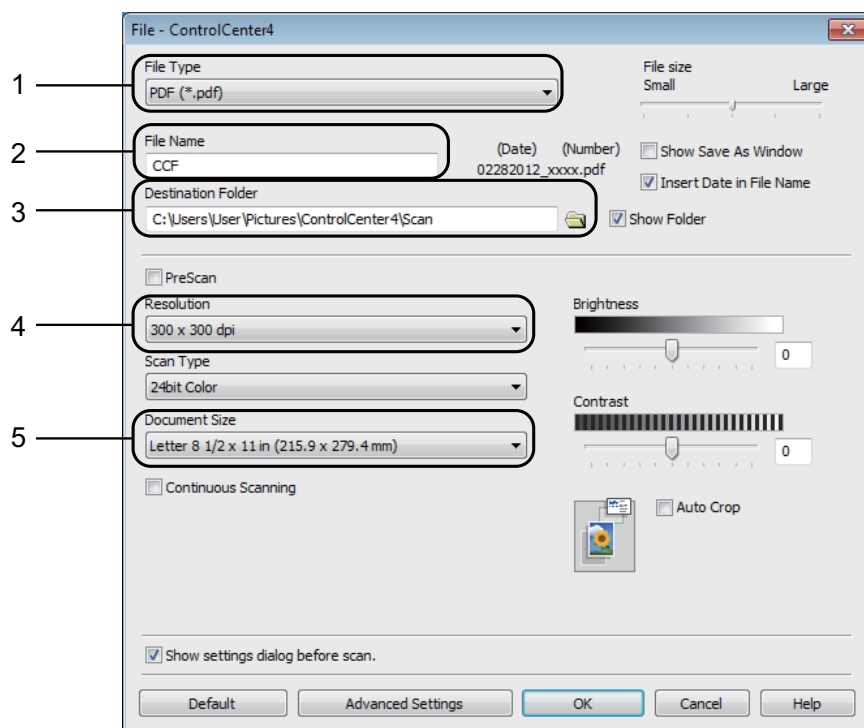 File - ControlCenter4
1
File Type
PDF (*.pdf)
File size
Small Large
2
File Name
CCF
(Date) (Number)
02282012_xxxx.pdf
Show Save As Window
Insert Date in File Name
3
Destination Folder
C:\Users\User\Pictures\ControlCenter4\Scan
Show Folder
PreScan
4
Resolution
300 x 300 dpi
Scan Type
24bit Color
5
Document Size
Letter 8 1/2 x 11 in (215.9 x 279.4 mm)
Continuous Scanning
Brightness
0
Contrast
0
Auto Crop
Show settings dialog before scan.
Default Advanced Settings OK Cancel Help